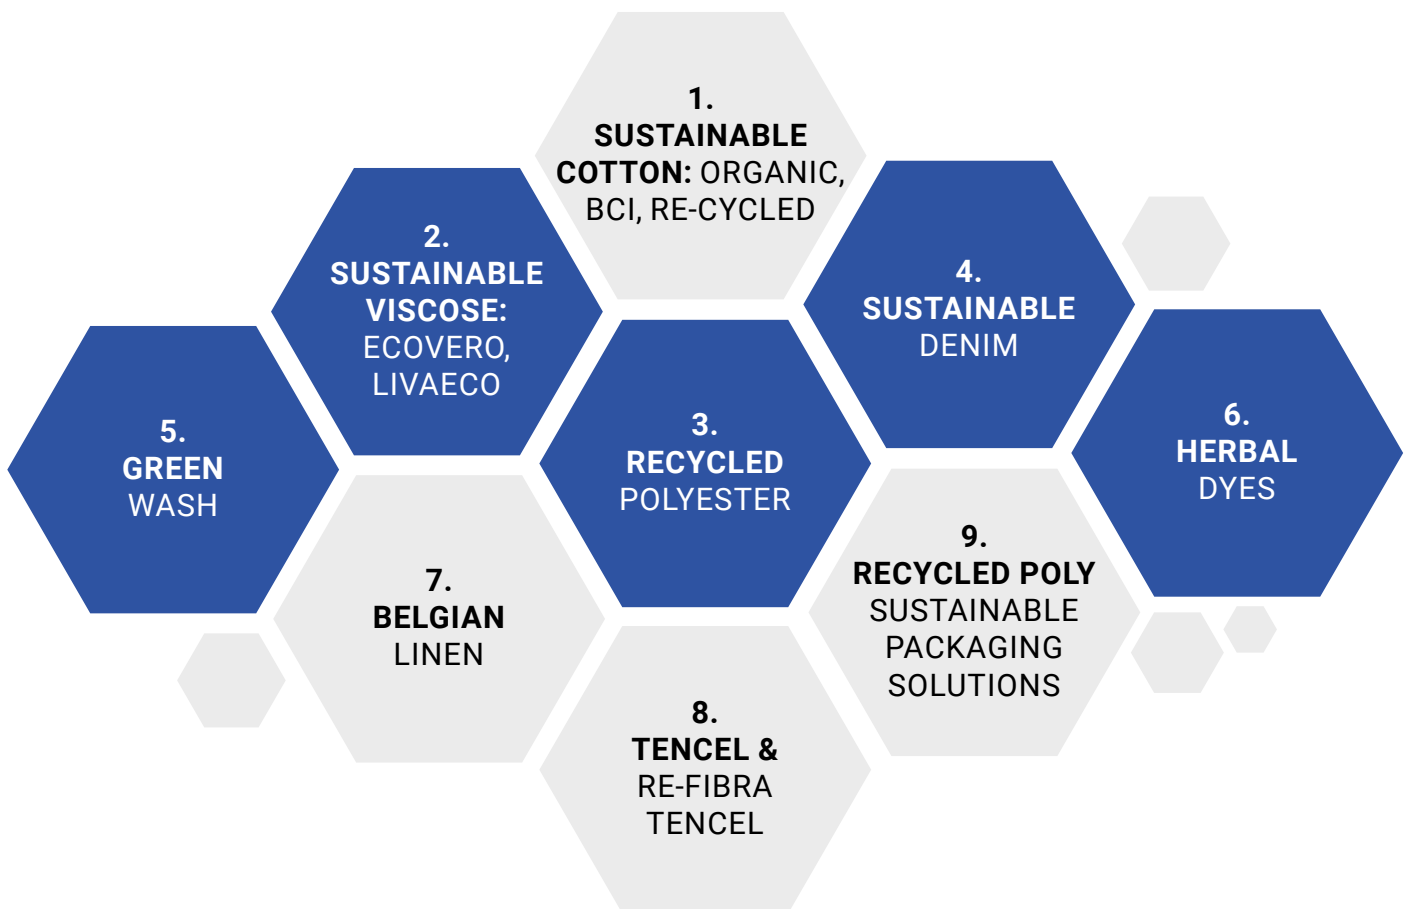 1.
SUSTAINABLE
COTTON: ORGANIC,
BCI, RE-CYCLED
2.
SUSTAINABLE
VISCOSE:
ECOVERO,
LIVAECO
3.
RECYCLED
POLYESTER
4.
SUSTAINABLE
DENIM
5.
GREEN
WASH
6.
HERBAL
DYES
7.
BELGIAN
LINEN
8.
TENCEL &
RE-FIBRA
TENCEL
9.
RECYCLED POLY
SUSTAINABLE
PACKAGING
SOLUTIONS